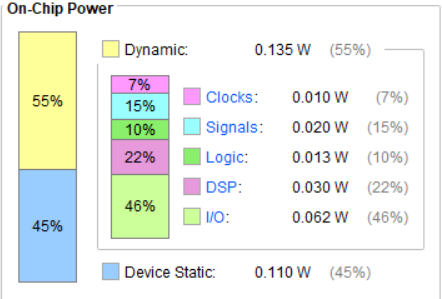 On-Chip Power
55%
45%
Dynamic: 0.135 W (55%)
7%
15%
10%
22%
46%
Clocks: 0.010 W (7%)
Signals: 0.020 W (15%)
Logic: 0.013 W (10%)
DSP: 0.030 W (22%)
I/O: 0.062 W (46%)
Device Static: 0.110 W (45%)